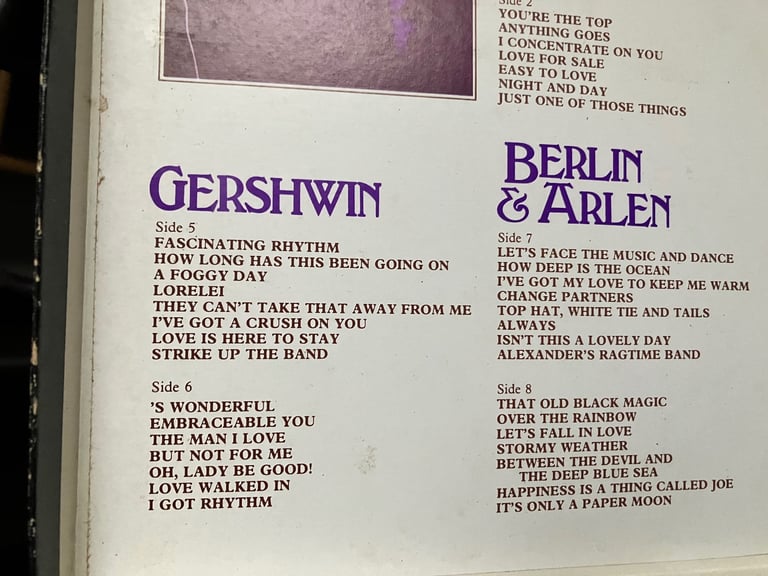 Side 2
YOU'RE THE TOP
ANYTHING GOES
I CONCENTRATE ON YOU
LOVE FOR SALE
EASY TO LOVE
NIGHT AND DAY
JUST ONE OF THOSE THINGS
GERSHWIN
Side 5
FASCINATING RHYTHM
HOW LONG HAS THIS BEEN GOING ON
A FOGGY DAY
LORELEI
THEY CAN'T TAKE THAT AWAY FROM ME
I'VE GOT A CRUSH ON YOU
LOVE IS HERE TO STAY
STRIKE UP THE BAND
Side 6
'S WONDERFUL
EMBRACEABLE YOU
THE MAN I LOVE
BUT NOT FOR ME
OH, LADY BE GOOD!
LOVE WALKED IN
I GOT RHYTHM
BERLIN
& ARLEN
Side 7
LET'S FACE THE MUSIC AND DANCE
HOW DEEP IS THE OCEAN
I'VE GOT MY LOVE TO KEEP ME WARM
CHANGE PARTNERS
TOP HAT, WHITE TIE AND TAILS
ALWAYS
ISN'T THIS A LOVELY DAY
ALEXANDER'S RAGTIME BAND
Side 8
THAT OLD BLACK MAGIC
OVER THE RAINBOW
LET'S FALL IN LOVE
STORMY WEATHER
BETWEEN THE DEVIL AND
THE DEEP BLUE SEA
HAPPINESS IS A THING CALLED JOE
IT'S ONLY A PAPER MOON